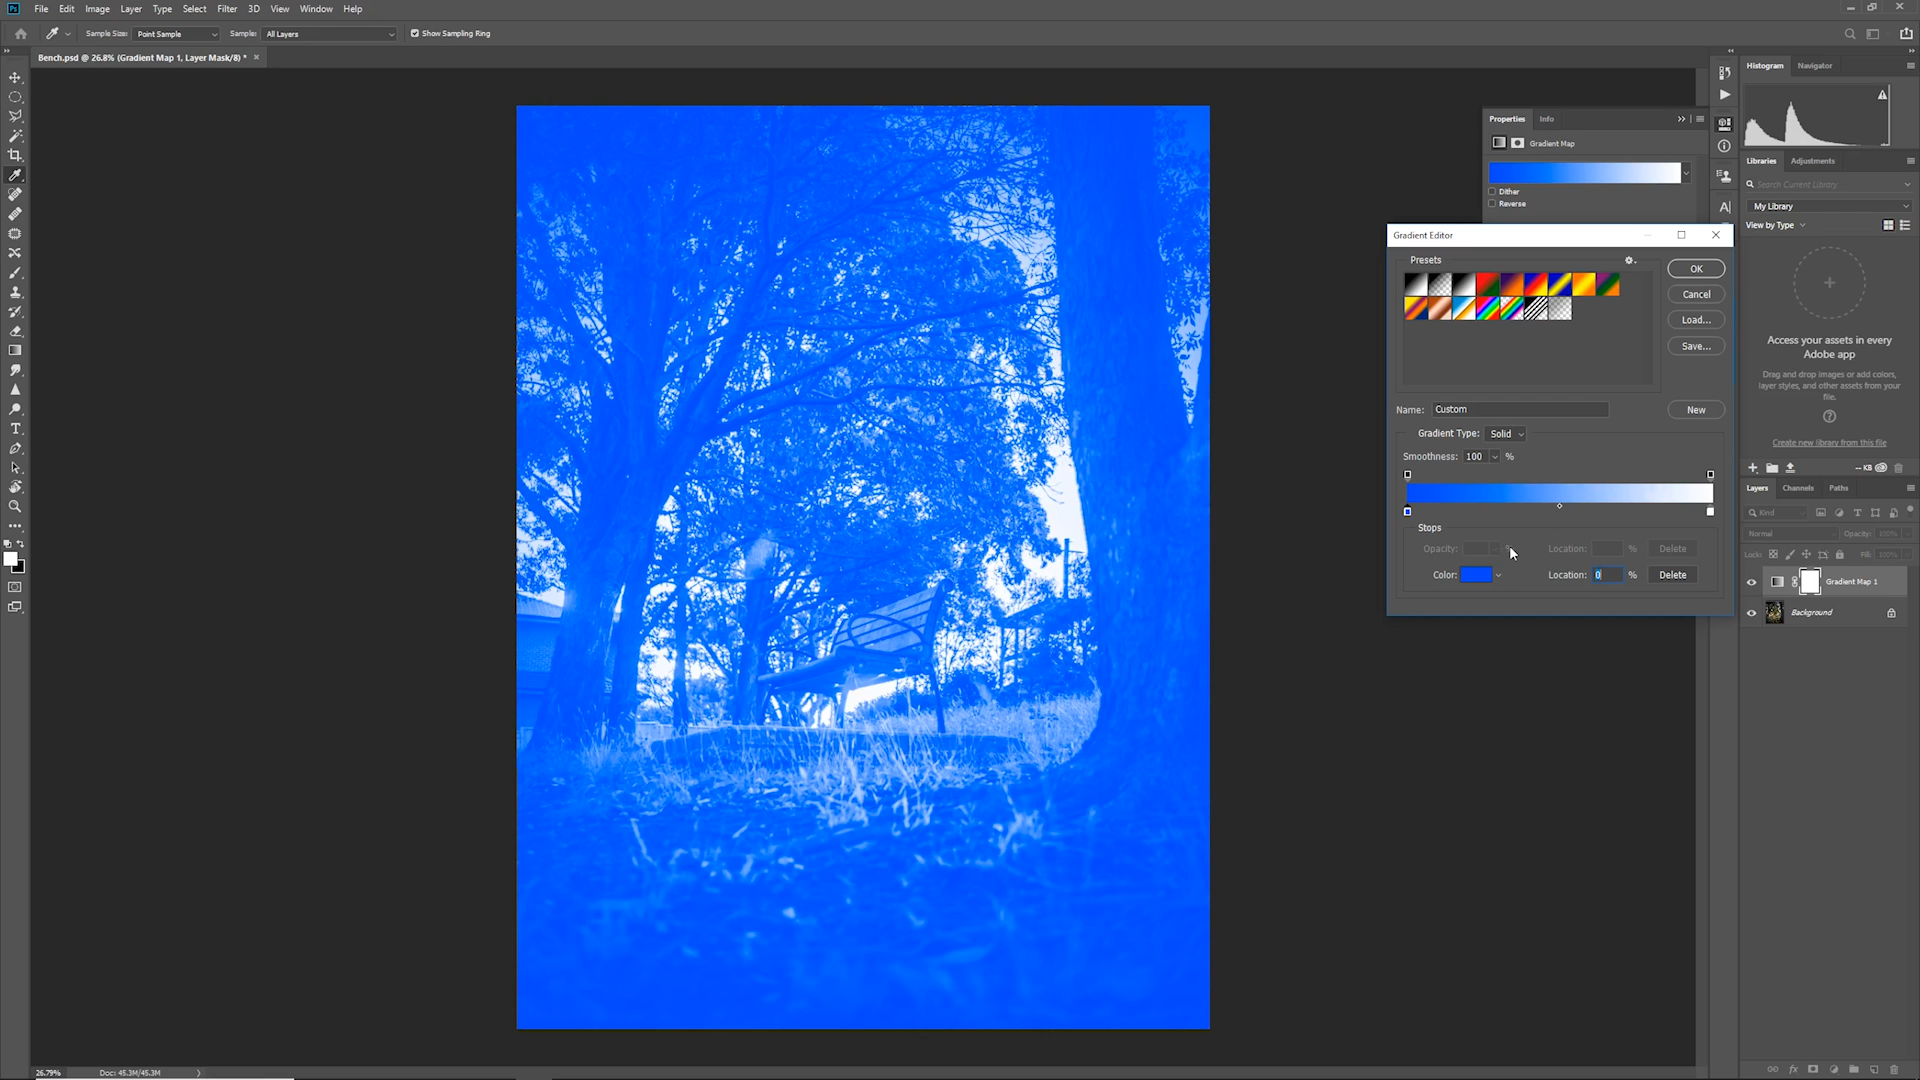 Ps File Edit Image Layer Type Select Filter 3D View Window Help
Sample Size: Point Sample Sample: All Layers Show Sampling Ring
Bench.psd @ 26.8% (Gradient Map 1, Layer Mask/8) *
Histogram Navigator
Properties Info
Gradient Map
Dither
Reverse
Libraries Adjustments
Search Current Library
My Library
View by Type
Access your assets in every
Adobe app
Drag and drop images or add colors,
layer styles, and other assets from your
file.
Create new library from this file
-- KB
Gradient Editor
Presets
OK
Cancel
Load...
Save...
Name: Custom
New
Gradient Type: Solid
Smoothness: 100 %
Stops
Opacity: % Location: % Delete
Color: Location: 0 % Delete
Layers Channels Paths
Kind
Normal Opacity: 100%
Lock: Fill: 100%
Gradient Map 1
Background
26.79% Doc: 45.3M/45.3M